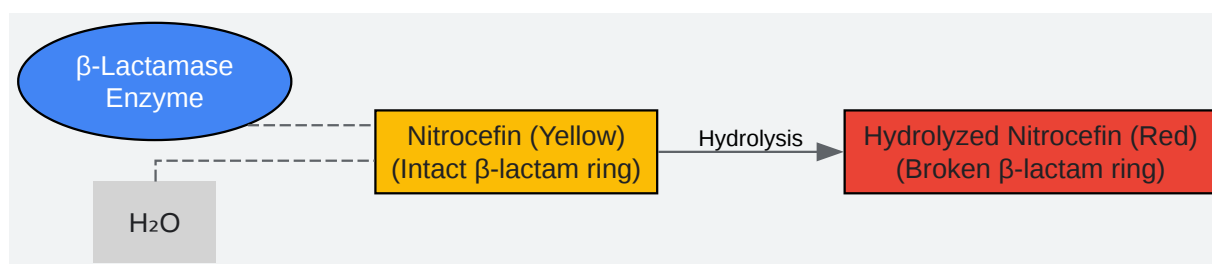 β-Lactamase
Enzyme
Nitrocefin (Yellow)
(Intact β-lactam ring)
Hydrolysis
Hydrolyzed Nitrocefin (Red)
(Broken β-lactam ring)
H₂O